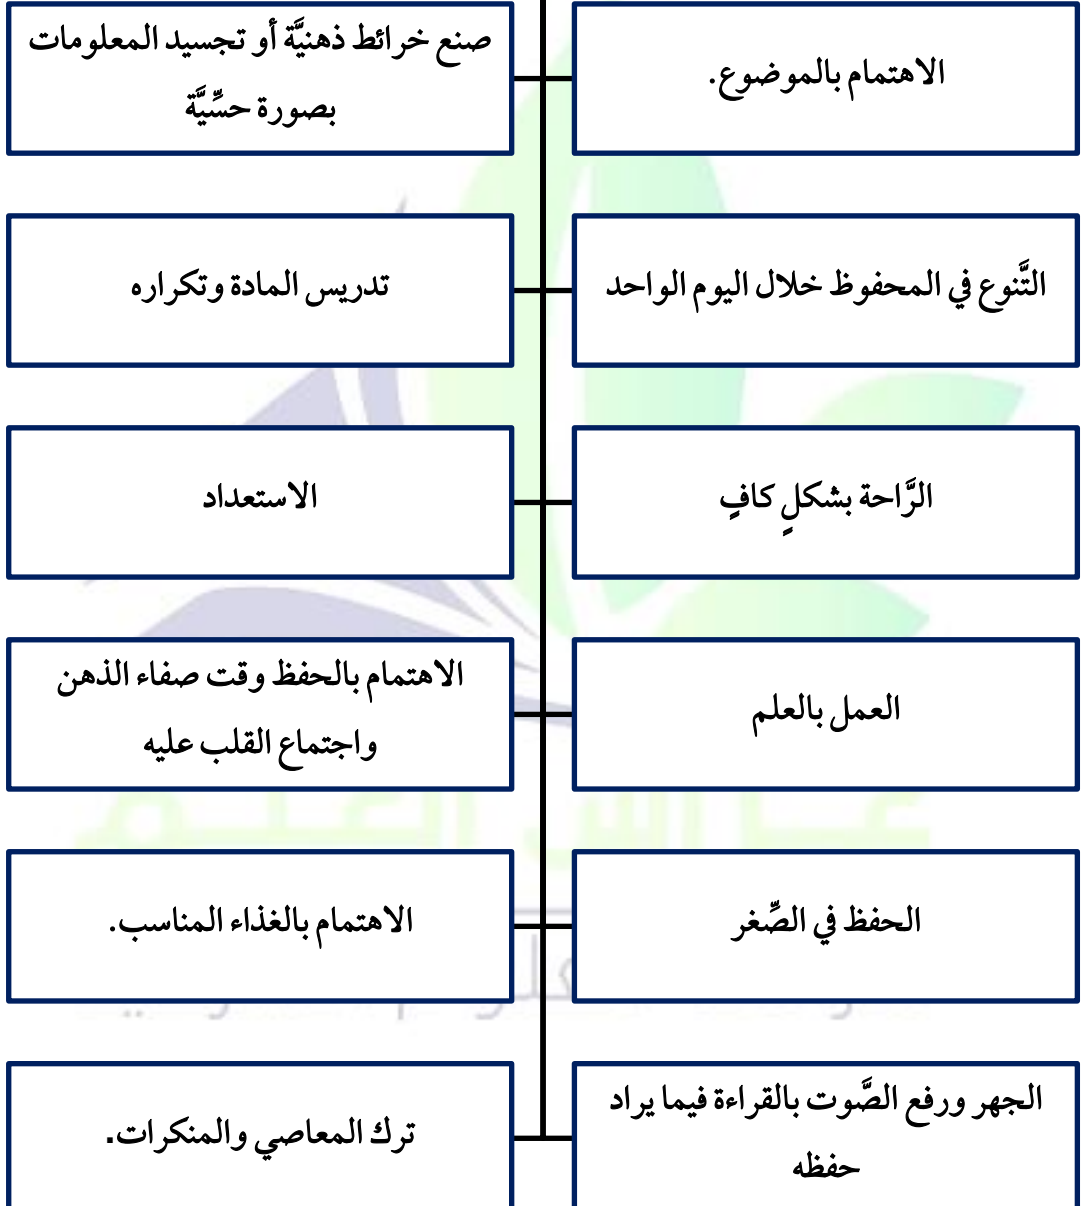 الاهتمام بالموضوع.
صنع خرائط ذهنيَّة أو تجسيد المعلومات
بصورة حسِّيَّة
التَّنوع في المحفوظ خلال اليوم الواحد
تدريس المادة وتكراره
الرَّاحة بشكلٍ كافٍ
الاستعداد
العمل بالعلم
الاهتمام بالحفظ وقت صفاء الذهن
واجتماع القلب عليه
الحفظ في الصِّغر
الاهتمام بالغذاء المناسب.
الجهر ورفع الصَّوت بالقراءة فيما يراد
حفظه
ترك المعاصي والمنكرات.